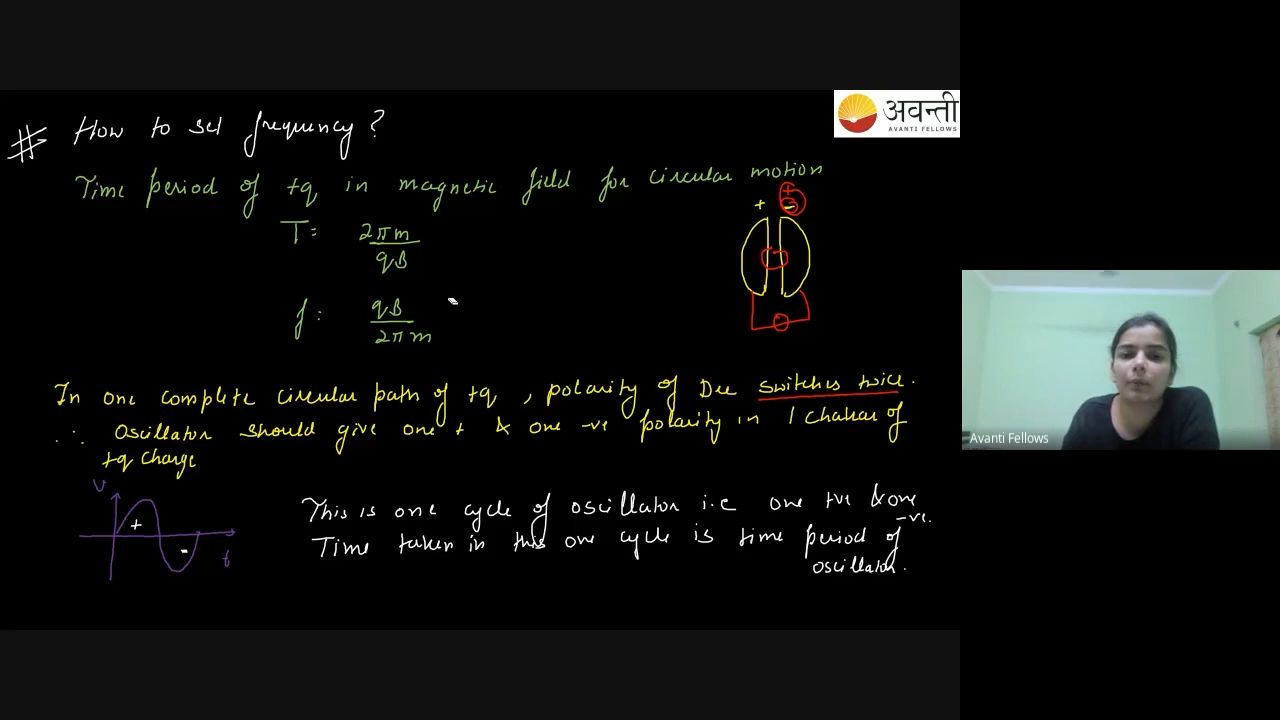 # How to set frequency?
अवन्ती
AVANTI FELLOWS
Time period of +q in magnetic field for circular motion
T = 2πm / qB
+ -
+
f = qB / 2πm
In one complete circular path of +q, polarity of Dee switches twice.
∴ Oscillator should give one + & one -ve polarity in 1 chakar of
+q charge
V
+
-
t
This is one cycle of oscillator i.e one +ve & one
-ve.
Time taken in this one cycle is time period of
oscillator.
Avanti Fellows